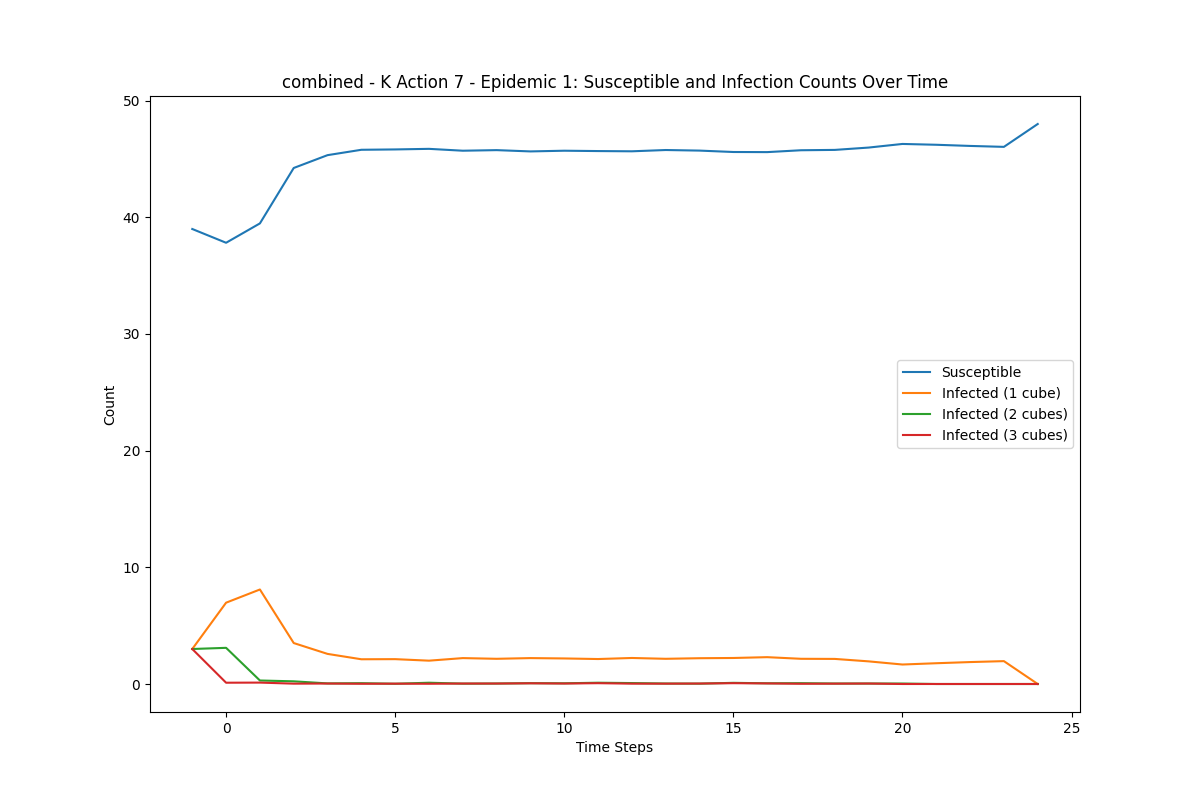 combined - K Action 7 - Epidemic 1: Susceptible and Infection Counts Over Time
50
40
30
20
10
0
Count
Susceptible
Infected (1 cube)
Infected (2 cubes)
Infected (3 cubes)
0 5 10 15 20 25
Time Steps